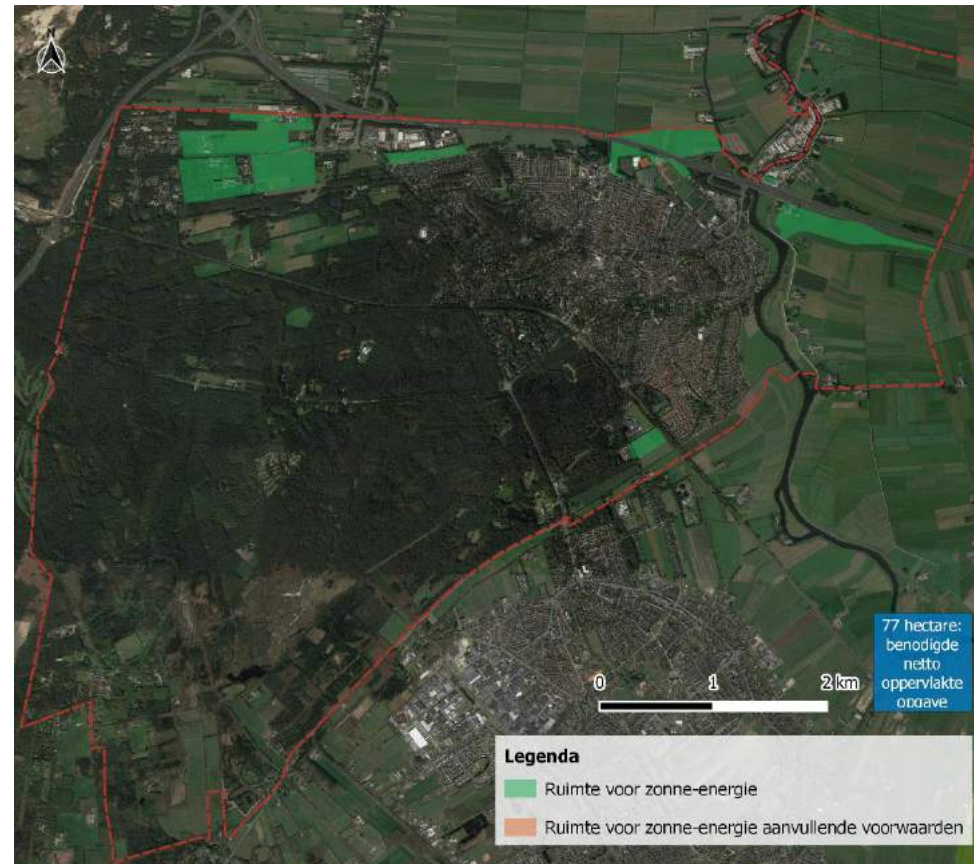 N
77 hectare:
benodigde
netto
oppervlakte
opgave
0 1 2 km
Legenda
Ruimte voor zonne-energie
Ruimte voor zonne-energie aanvullende voorwaarden